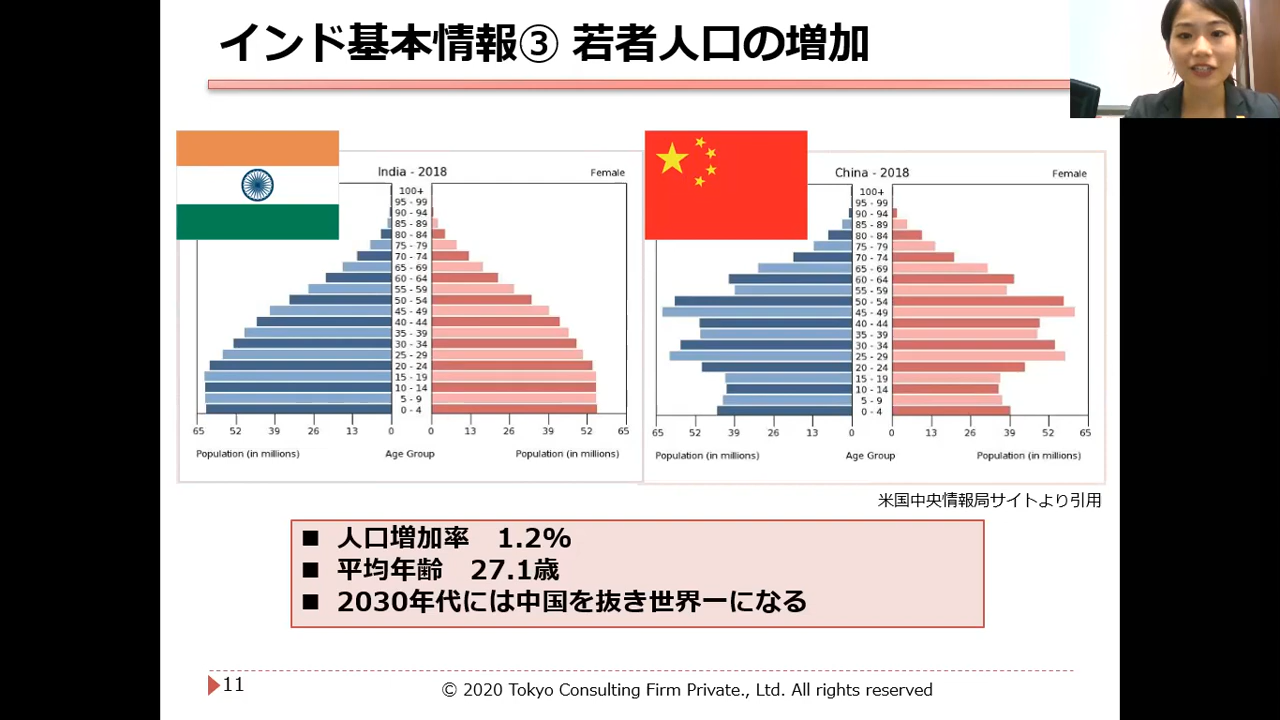 インド基本情報③ 若者人口の増加
India - 2018
Female
100+
95 - 99
90 - 94
85 - 89
80 - 84
75 - 79
70 - 74
65 - 69
60 - 64
55 - 59
50 - 54
45 - 49
40 - 44
35 - 39
30 - 34
25 - 29
20 - 24
15 - 19
10 - 14
5 - 9
0 - 4
65 52 39 26 13 0 0 13 26 39 52 65
Population (in millions) Age Group Population (in millions)
China - 2018
Female
100+
95 - 99
90 - 94
85 - 89
80 - 84
75 - 79
70 - 74
65 - 69
60 - 64
55 - 59
50 - 54
45 - 49
40 - 44
35 - 39
30 - 34
25 - 29
20 - 24
15 - 19
10 - 14
5 - 9
0 - 4
65 52 39 26 13 0 0 13 26 39 52 65
Population (in millions) Age Group Population (in millions)
米国中央情報局サイトより引用
■ 人口増加率 1.2%
■ 平均年齢 27.1歳
■ 2030年代には中国を抜き世界一になる
11
© 2020 Tokyo Consulting Firm Private., Ltd. All rights reserved